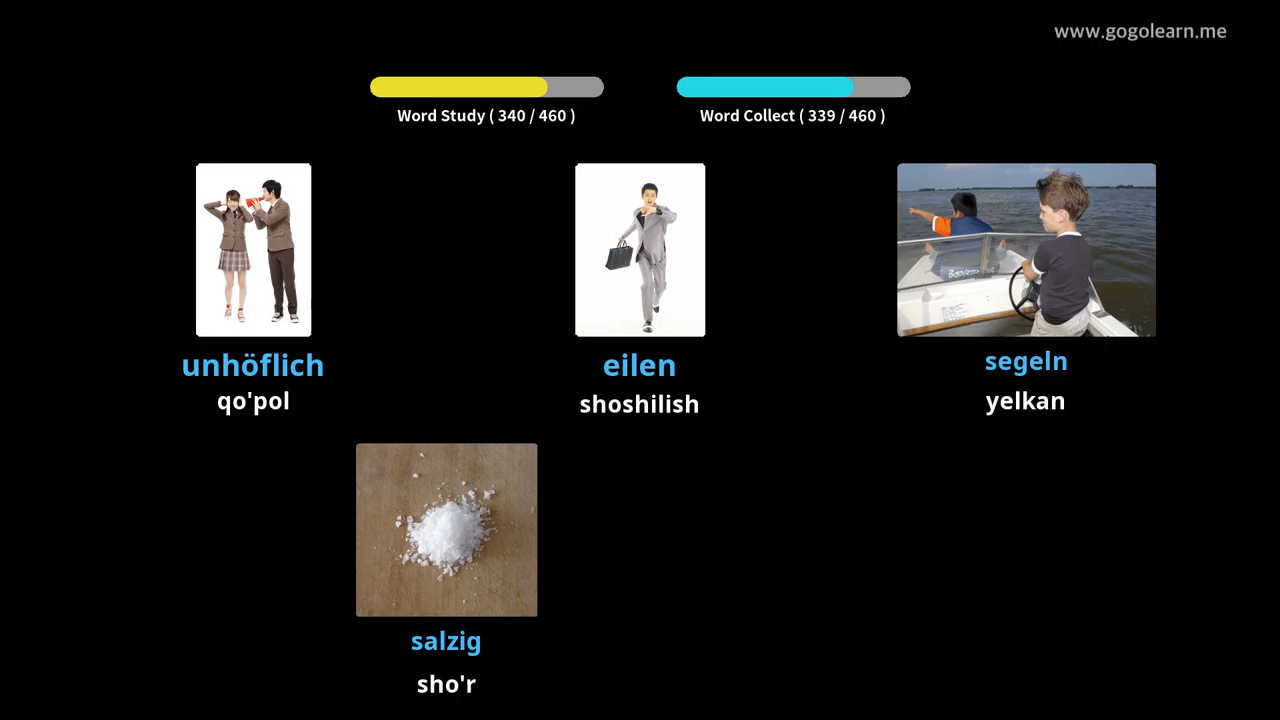 www.gogolearn.me
Word Study ( 340 / 460 )
Word Collect ( 339 / 460 )
unhöflich
qo'pol
eilen
shoshilish
segeln
yelkan
salzig
sho'r